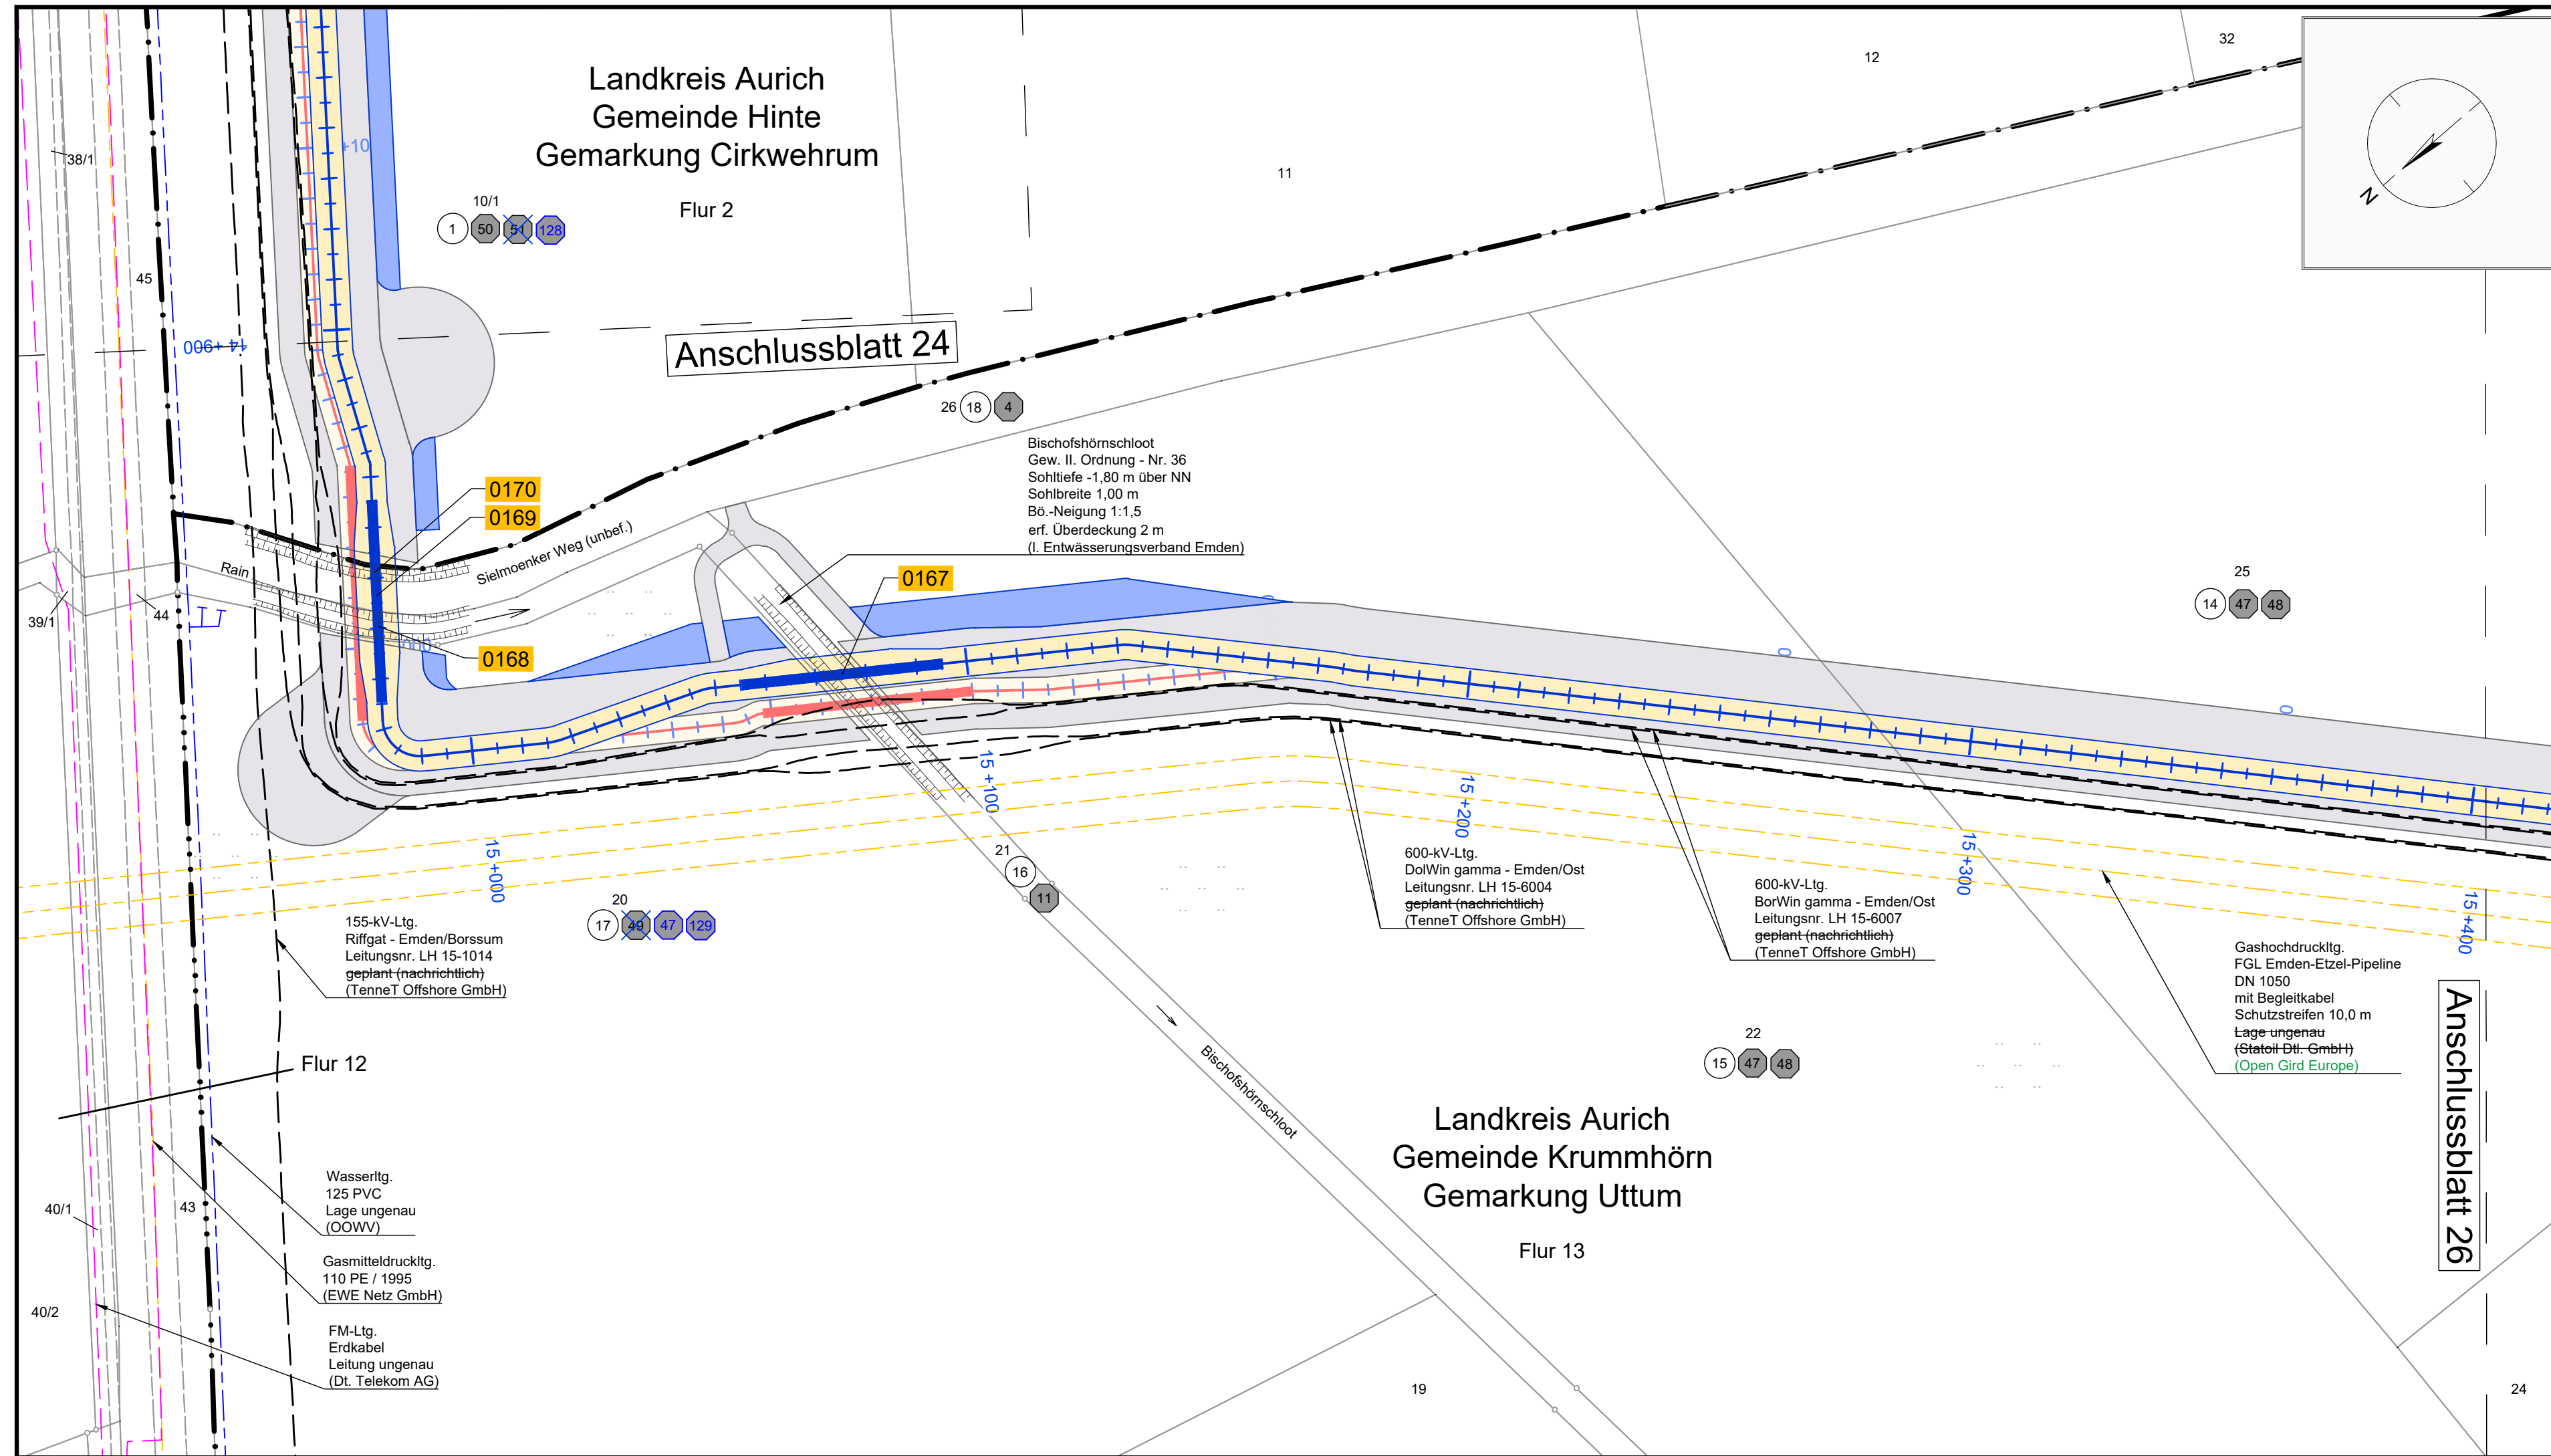 Landkreis Aurich
Gemeinde Hinte
Gemarkung Cirkwehrum
Flur 2
10/1
1 50 51 128
12
32
11
N
38/1
+10
45
14 +900
Anschlussblatt 24
26 18 4
Bischofshörnschloot
Gew. II. Ordnung - Nr. 36
Sohltiefe -1,80 m über NN
Sohlbreite 1,00 m
Bö.-Neigung 1:1,5
erf. Überdeckung 2 m
(I. Entwässerungsverband Emden)
0170
0169
Sielmoenker Weg (unbef.)
Rain
0167
0168
39/1
44
25
14 47 48
0
0
15 +000
15 +100
15 +200
15 +300
15 +400
21
16
11
20
17 49 47 129
155-kV-Ltg.
Riffgat - Emden/Borssum
Leitungsnr. LH 15-1014
geplant (nachrichtlich)
(TenneT Offshore GmbH)
600-kV-Ltg.
DolWin gamma - Emden/Ost
Leitungsnr. LH 15-6004
geplant (nachrichtlich)
(TenneT Offshore GmbH)
600-kV-Ltg.
BorWin gamma - Emden/Ost
Leitungsnr. LH 15-6007
geplant (nachrichtlich)
(TenneT Offshore GmbH)
Gashochdruckltg.
FGL Emden-Etzel-Pipeline
DN 1050
mit Begleitkabel
Schutzstreifen 10,0 m
Lage ungenau
(Statoil Dtl. GmbH)
(Open Gird Europe)
Anschlussblatt 26
Flur 12
22
15 47 48
Bischofshörnschloot
Landkreis Aurich
Gemeinde Krummhörn
Gemarkung Uttum
Flur 13
Wasserltg.
125 PVC
Lage ungenau
(OOWV)
43
40/1
Gasmitteldruckltg.
110 PE / 1995
(EWE Netz GmbH)
40/2
FM-Ltg.
Erdkabel
Leitung ungenau
(Dt. Telekom AG)
19
24